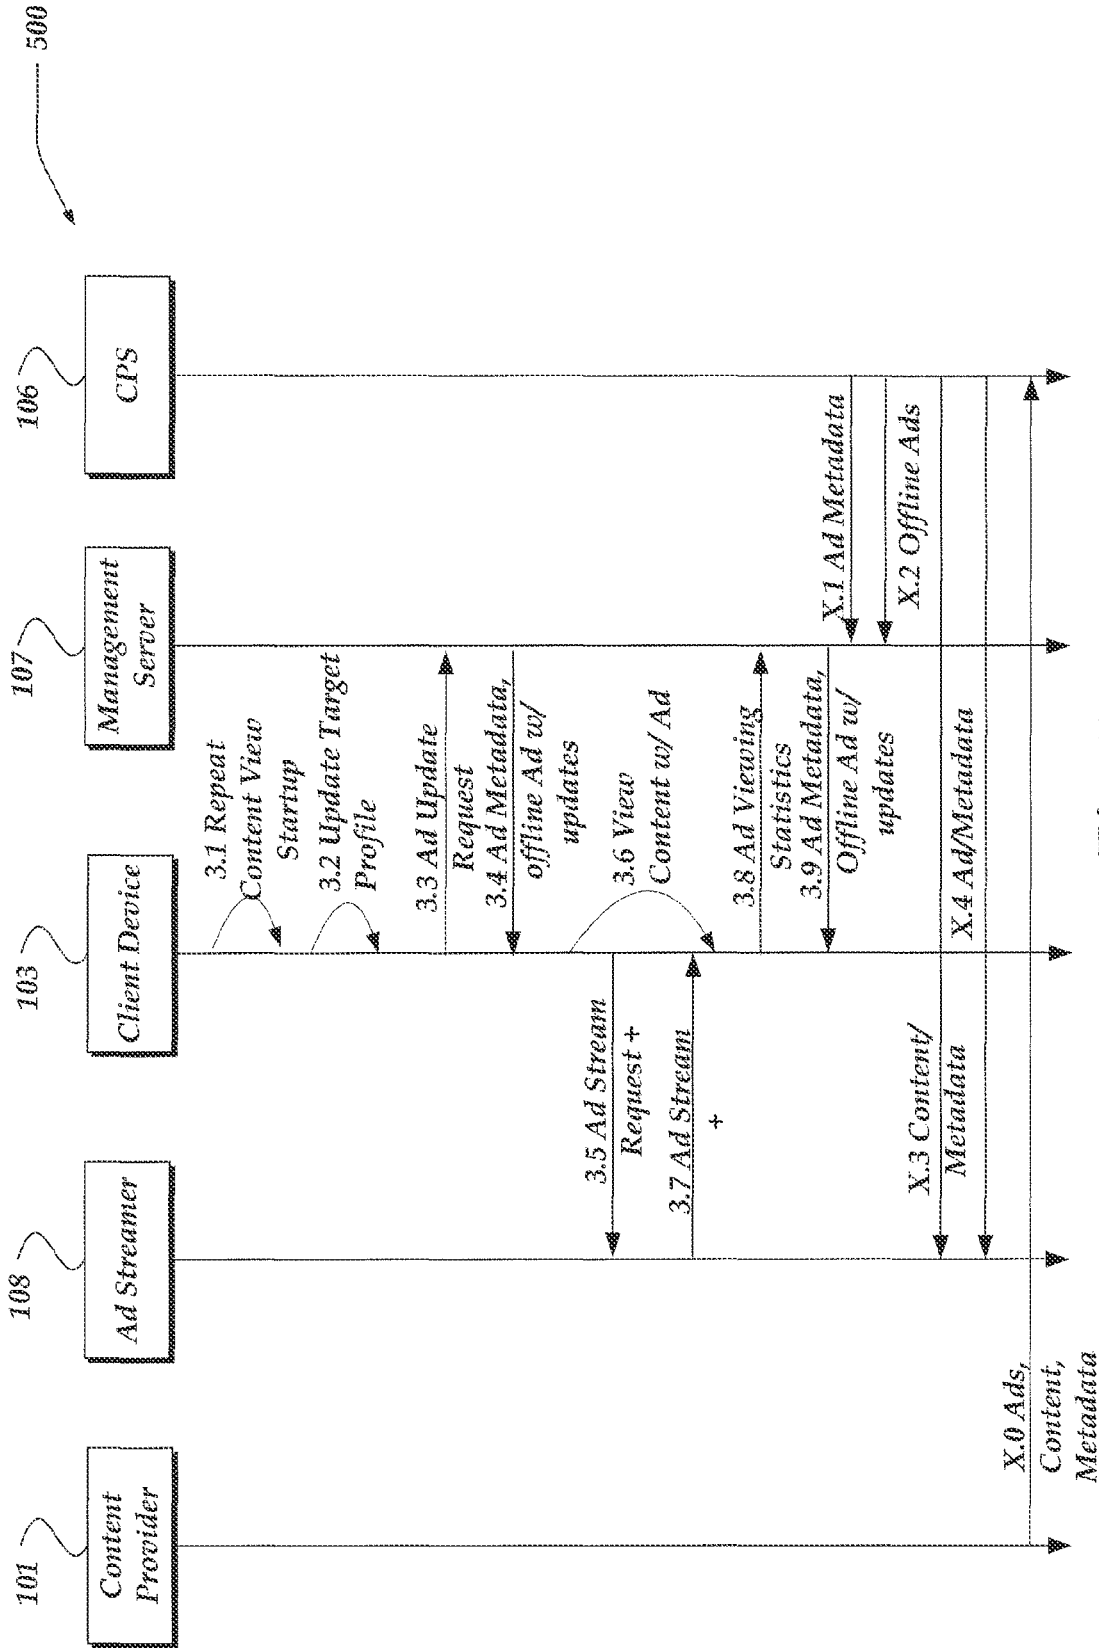 500
101
108
103
107
106
Content
Provider
Ad Streamer
Client Device
Management
Server
CPS
3.1 Repeat
Content View
Startup
3.2 Update Target
Profile
3.3 Ad Update
Request
3.4 Ad Metadata,
offline Ad w/
updates
3.5 Ad Stream
Request +
3.6 View
Content w/ Ad
3.7 Ad Stream
+
3.8 Ad Viewing
Statistics
3.9 Ad Metadata,
Offline Ad w/
updates
X.1 Ad Metadata
X.2 Offline Ads
X.3 Content/
Metadata
X.4 Ad/Metadata
X.0 Ads,
Content,
Metadata